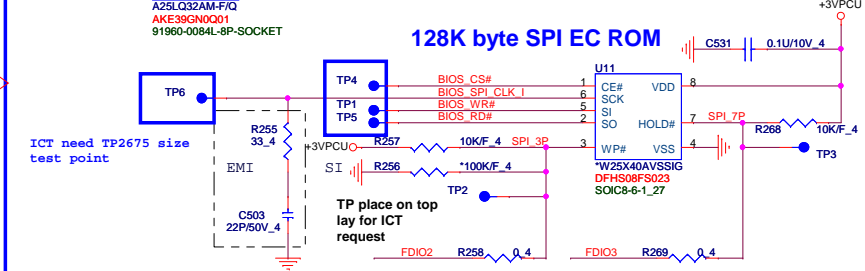 A25LQ32AM-F/Q
AKE39GN0Q01
91960-0084L-8P-SOCKET
+3VPCU
128K byte SPI EC ROM
C531
0.1U/10V_4
U11
TP6
TP4
TP1
TP5
BIOS_CS#
BIOS_SPI_CLK_I
BIOS_WR#
BIOS_RD#
1
6
5
2
3
CE#
SCK
SI
SO
WP#
VDD
HOLD#
VSS
8
7
4
SPI_7P
R268
10K/F_4
TP3
ICT need TP2675 size
test point
R255
33_4
EMI
C503
22P/50V_4
+3VPCU
SI
R257
10K/F_4
SPI_3P
R256
*100K/F_4
TP2
*W25X40AVSSIG
DFHS08FS023
SOIC8-6-1_27
TP place on top
lay for ICT
request
FDIO2
R258
0_4
FDIO3
R269
0_4